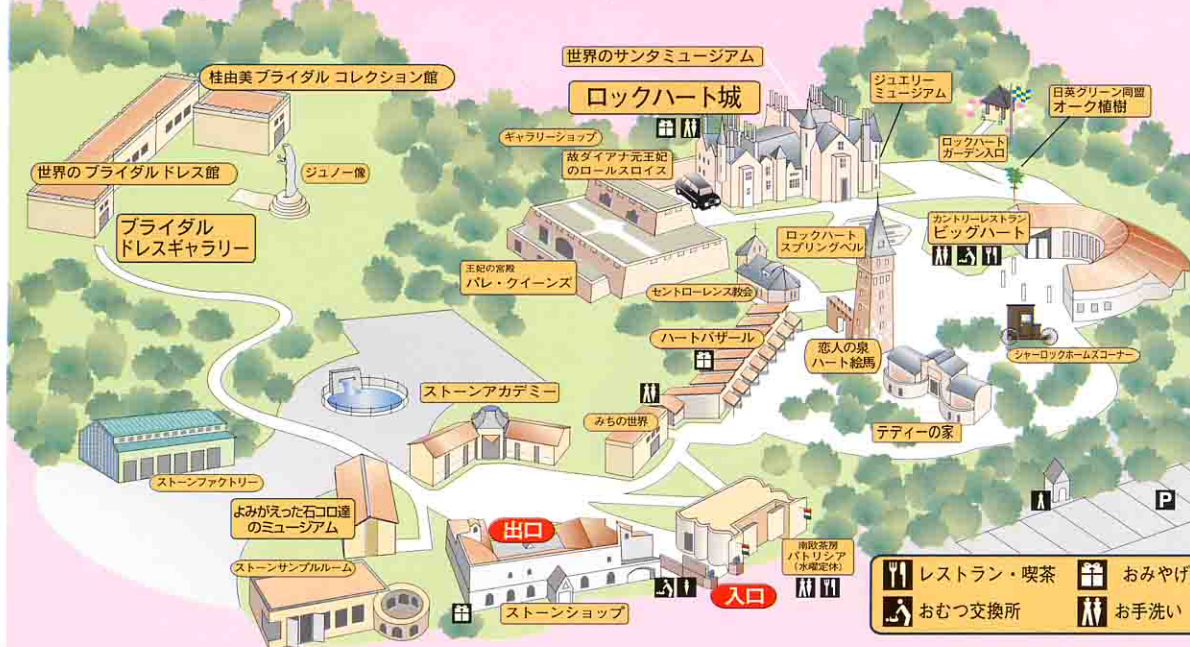 世界のサンタミュージアム
桂由美ブライダル コレクション館
ロックハート城
ジュエリー
ミュージアム
日英グリーン同盟
オーク植樹
ギャラリーショップ
故ダイアナ元王妃
のロールスロイス
ロックハート
ガーデン入口
世界の ブライダルドレス館
ジュノー像
ブライダル
ドレスギャラリー
ロックハート
スプリングベル
カントリーレストラン
ビッグハート
王妃の宮殿
パレ・クイーンズ
セントローレンス教会
ハートバザール
恋人の泉
ハート絵馬
シャーロックホームズコーナー
ストーンアカデミー
みちの世界
テディーの家
ストーンファクトリー
よみがえった石コロ達
のミュージアム
出口
南欧茶房
パトリシア
(水曜定休)
P
ストーンサンプルルーム
ストーンショップ
入口
レストラン・喫茶
おみやげ
おむつ交換所
お手洗い